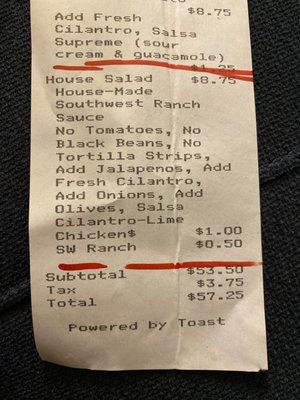 $8.75
Add Fresh
Cilantro, Salsa
Supreme (sour
cream & guacamole)
$1.25
House Salad $8.75
House-Made
Southwest Ranch
Sauce
No Tomatoes, No
Black Beans, No
Tortilla Strips,
Add Jalapenos, Add
Fresh Cilantro,
Add Onions, Add
Olives, Salsa
Cilantro-Lime
Chicken$ $1.00
SW Ranch $0.50
Subtotal $53.50
Tax $3.75
Total $57.25
Powered by Toast